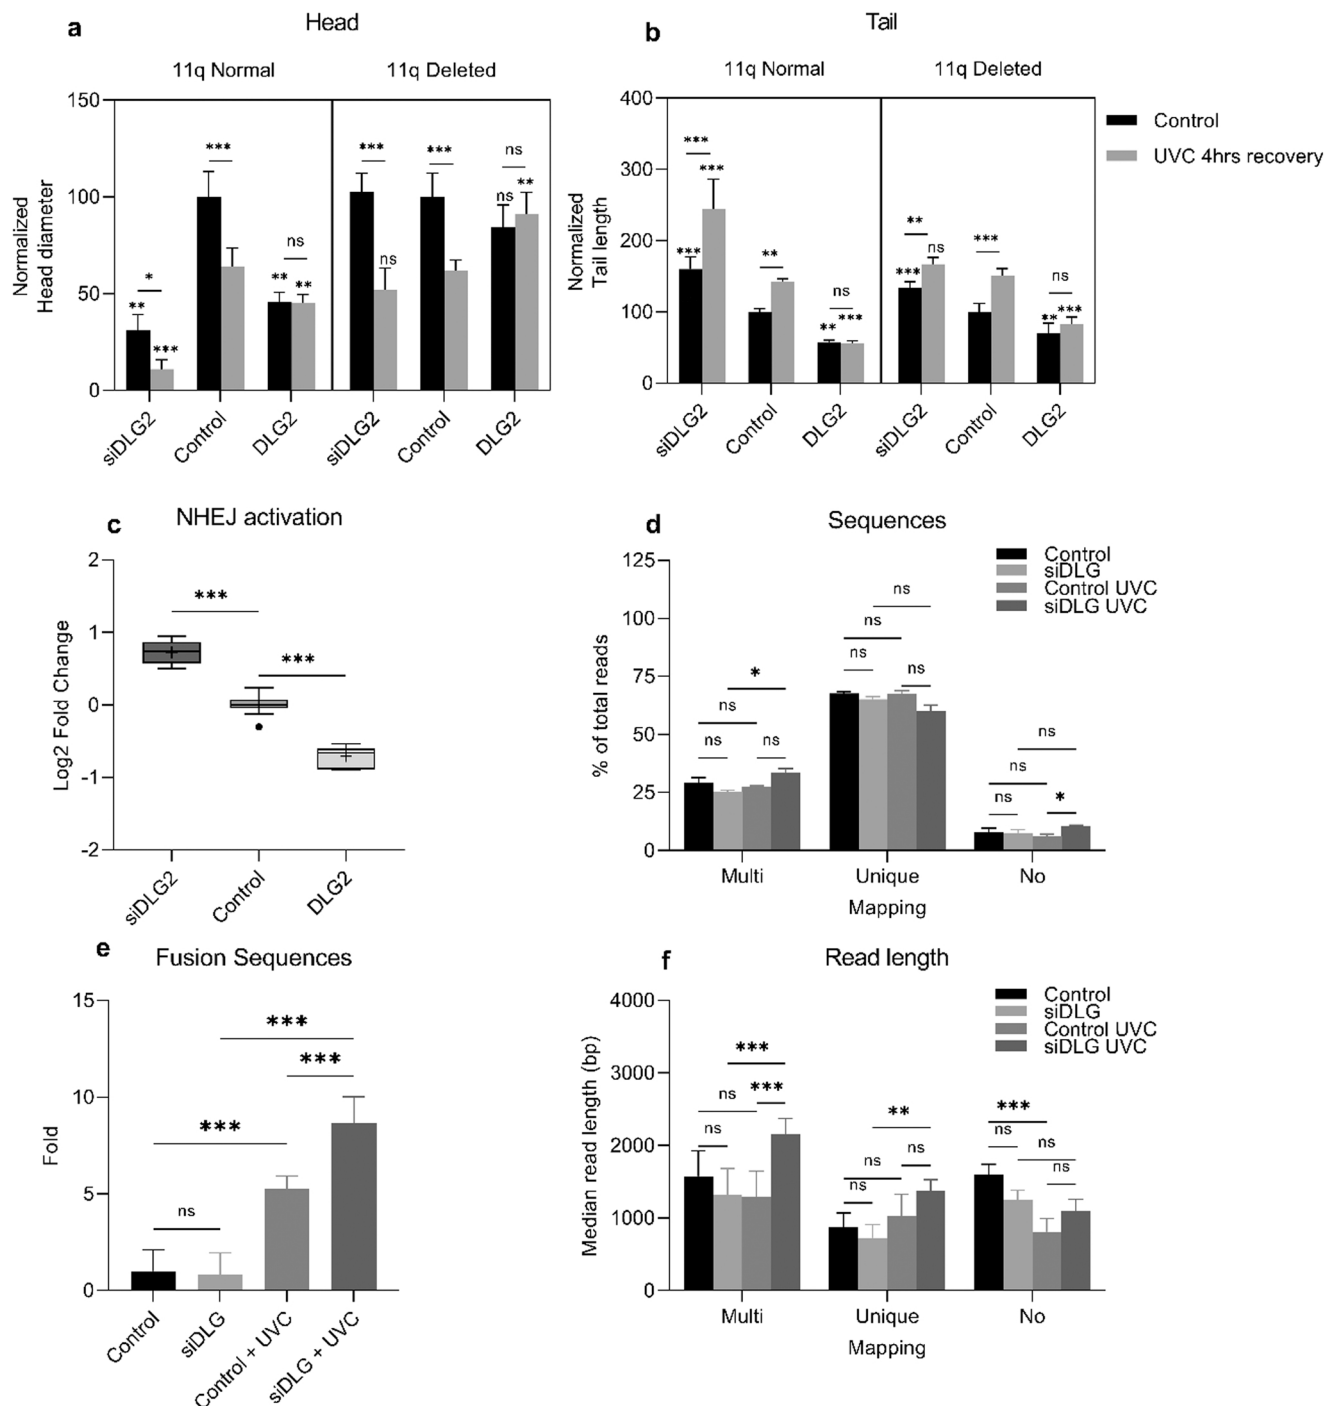 a
Head
11q Normal
11q Deleted
Normalized
Head diameter
150
100
50
0
*
**
***
***
ns
**
**
***
ns
***
ns
ns
**
siDLG2
Control
DLG2
siDLG2
Control
DLG2
b
Tail
11q Normal
11q Deleted
Normalized
Tail length
400
300
200
100
0
***
***
***
**
ns
**
***
**
ns
***
***
ns
**
***
siDLG2
Control
DLG2
siDLG2
Control
DLG2
Control
UVC 4hrs recovery
c
NHEJ activation
Log2 Fold Change
2
1
0
-1
-2
***
***
siDLG2
Control
DLG2
d
Sequences
% of total reads
125
100
75
50
25
0
Control
siDLG
Control UVC
siDLG UVC
*
ns
ns
ns
ns
ns
ns
ns
ns
ns
ns
*
Multi
Unique
No
Mapping
e
Fusion Sequences
Fold
15
10
5
0
***
***
***
ns
Control
siDLG
Control + UVC
siDLG + UVC
f
Read length
Median read length (bp)
4000
3000
2000
1000
0
Control
siDLG
Control UVC
siDLG UVC
***
ns
***
ns
**
ns
ns
ns
***
ns
ns
ns
Multi
Unique
No
Mapping